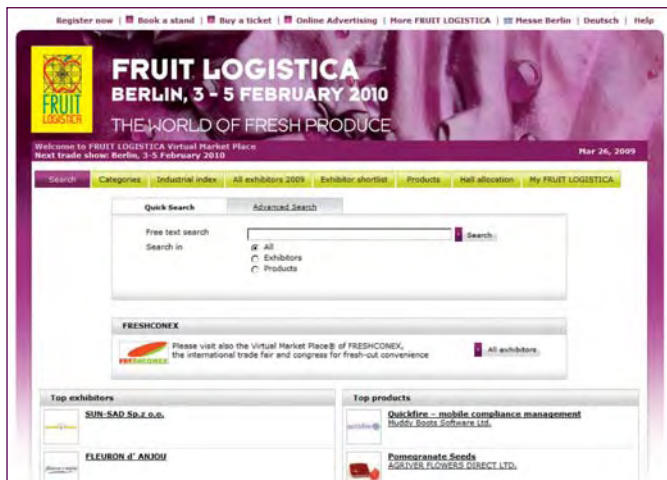 Register now | Book a stand | Buy a ticket | Online Advertising | More FRUIT LOGISTICA | Messe Berlin | Deutsch | Help
FRUIT
LOGISTICA
FRUIT LOGISTICA
BERLIN, 3 – 5 FEBRUARY 2010
THE WORLD OF FRESH PRODUCE
Welcome to FRUIT LOGISTICA Virtual Market Place
Next trade show: Berlin, 3-5 February 2010
Mar 26, 2009
Search Categories Industrial index All exhibitors 2009 Exhibitor shortlist Products Hall allocation My FRUIT LOGISTICA
Quick Search Advanced Search
Free text search Search
Search in All
Exhibitors
Products
FRESHCONEX
FRESHCONEX
Please visit also the Virtual Market Place® of FRESHCONEX,
the international trade fair and congress for fresh-cut convenience
All exhibitors
Top exhibitors
SUN-SAD Sp.z o.o.
FLEURON d' ANJOU
Top products
Quickfire – mobile compliance management
Muddy Boots Software Ltd.
Pomegranate Seeds
AGRIVER FLOWERS DIRECT LTD.